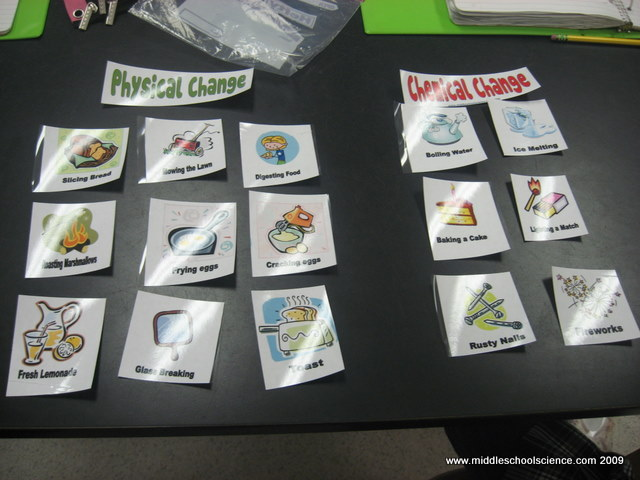 Physical Change
Chemical Change
Slicing Bread
Mowing the Lawn
Digesting Food
Boiling Water
Ice Melting
Roasting Marshmallows
Frying eggs
Cracking eggs
Baking a Cake
Lighting a Match
Fresh Lemonade
Glass Breaking
Toast
Rusty Nails
Fireworks
www.middleschoolscience.com 2009